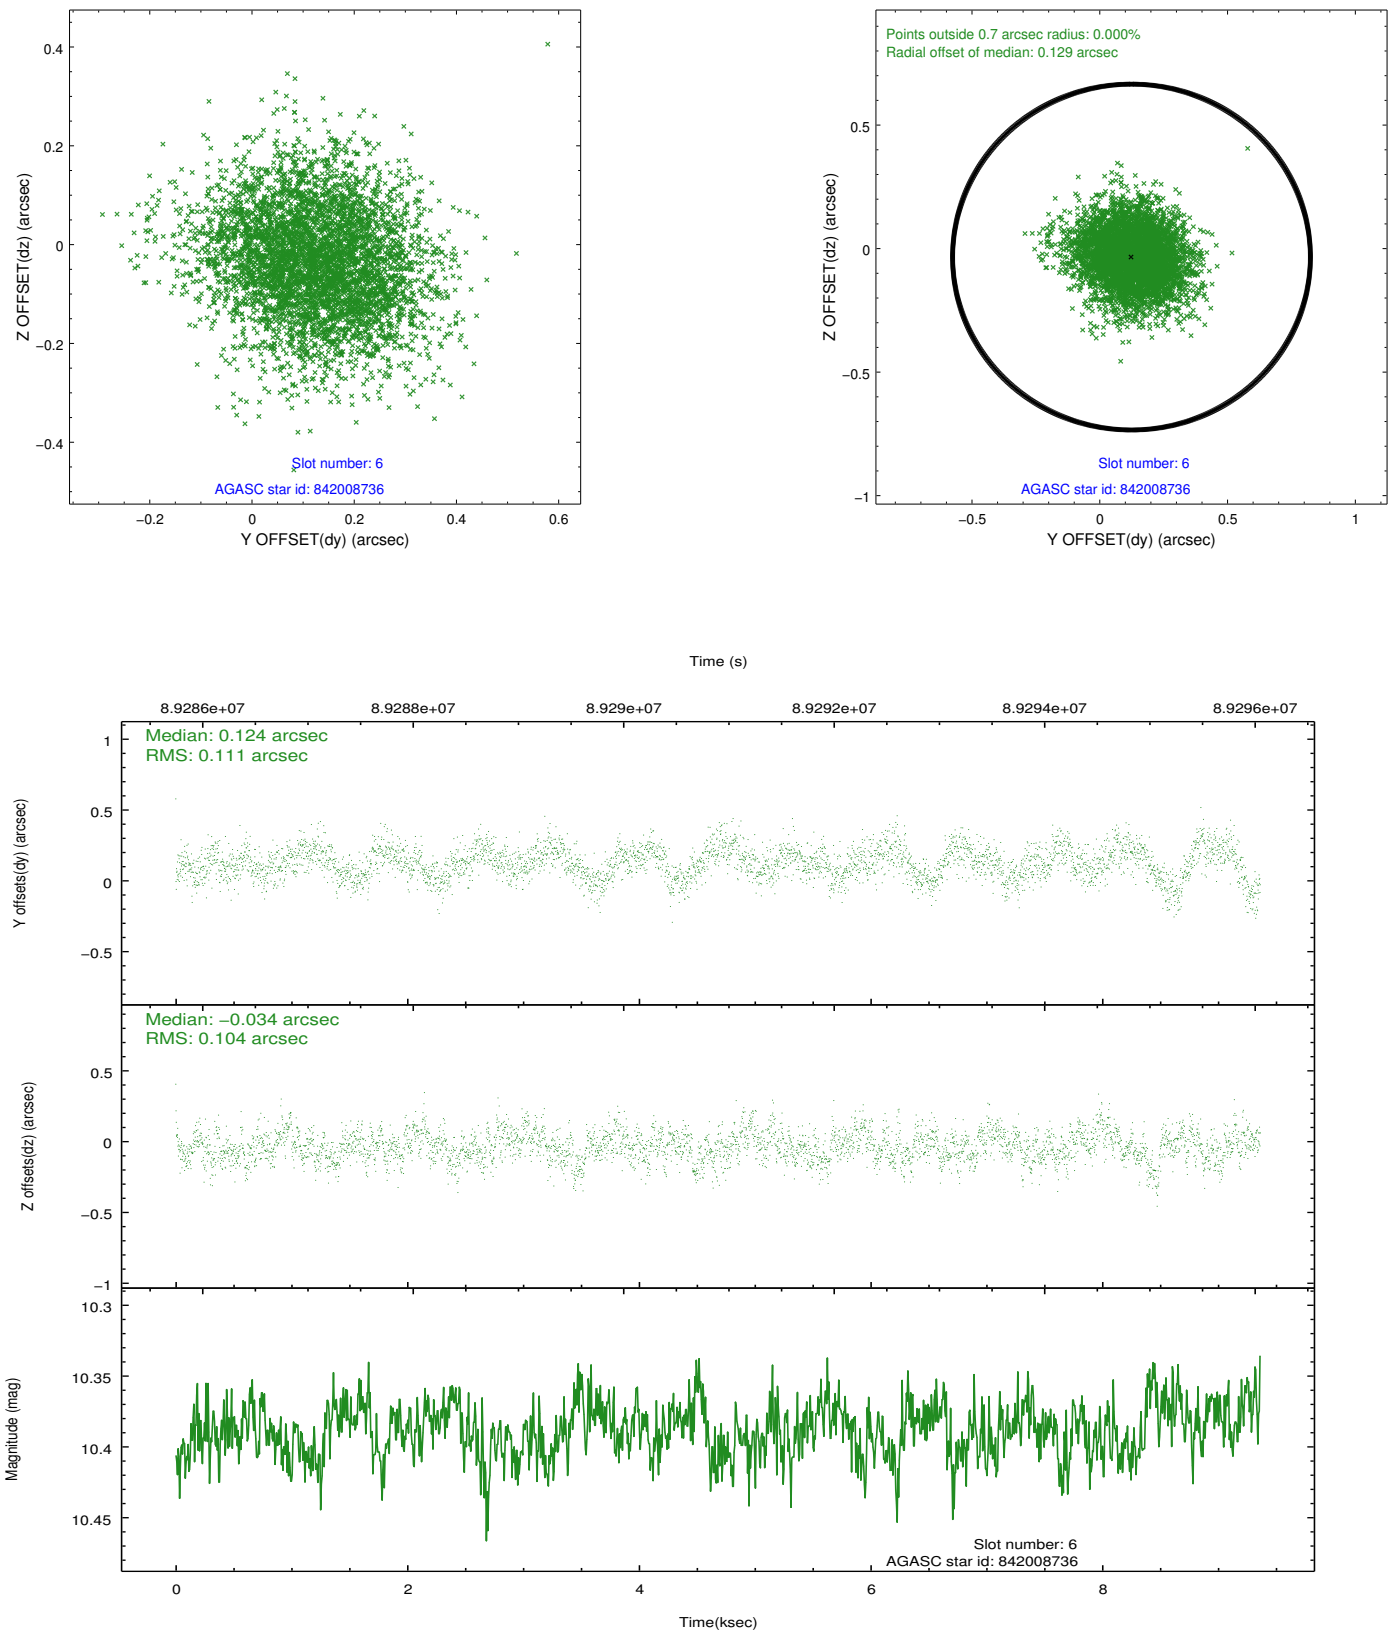 0.4
0.2
0
−0.2
−0.4
Z OFFSET(dz) (arcsec)
Slot number: 6
AGASC star id: 842008736
−0.2
0
0.2
0.4
0.6
Y OFFSET(dy) (arcsec)
Points outside 0.7 arcsec radius: 0.000%
Radial offset of median: 0.129 arcsec
0.5
0
−0.5
−1
Z OFFSET(dz) (arcsec)
Slot number: 6
AGASC star id: 842008736
−0.5
0
0.5
1
Y OFFSET(dy) (arcsec)
Time (s)
8.9286e+07
8.9288e+07
8.929e+07
8.9292e+07
8.9294e+07
8.9296e+07
Median: 0.124 arcsec
RMS: 0.111 arcsec
1
0.5
0
−0.5
Y offsets(dy) (arcsec)
Median: −0.034 arcsec
RMS: 0.104 arcsec
0.5
0
−0.5
−1
Z offsets(dz) (arcsec)
10.3
10.35
10.4
10.45
Magnitude (mag)
Slot number: 6
AGASC star id: 842008736
0
2
4
6
8
Time(ksec)